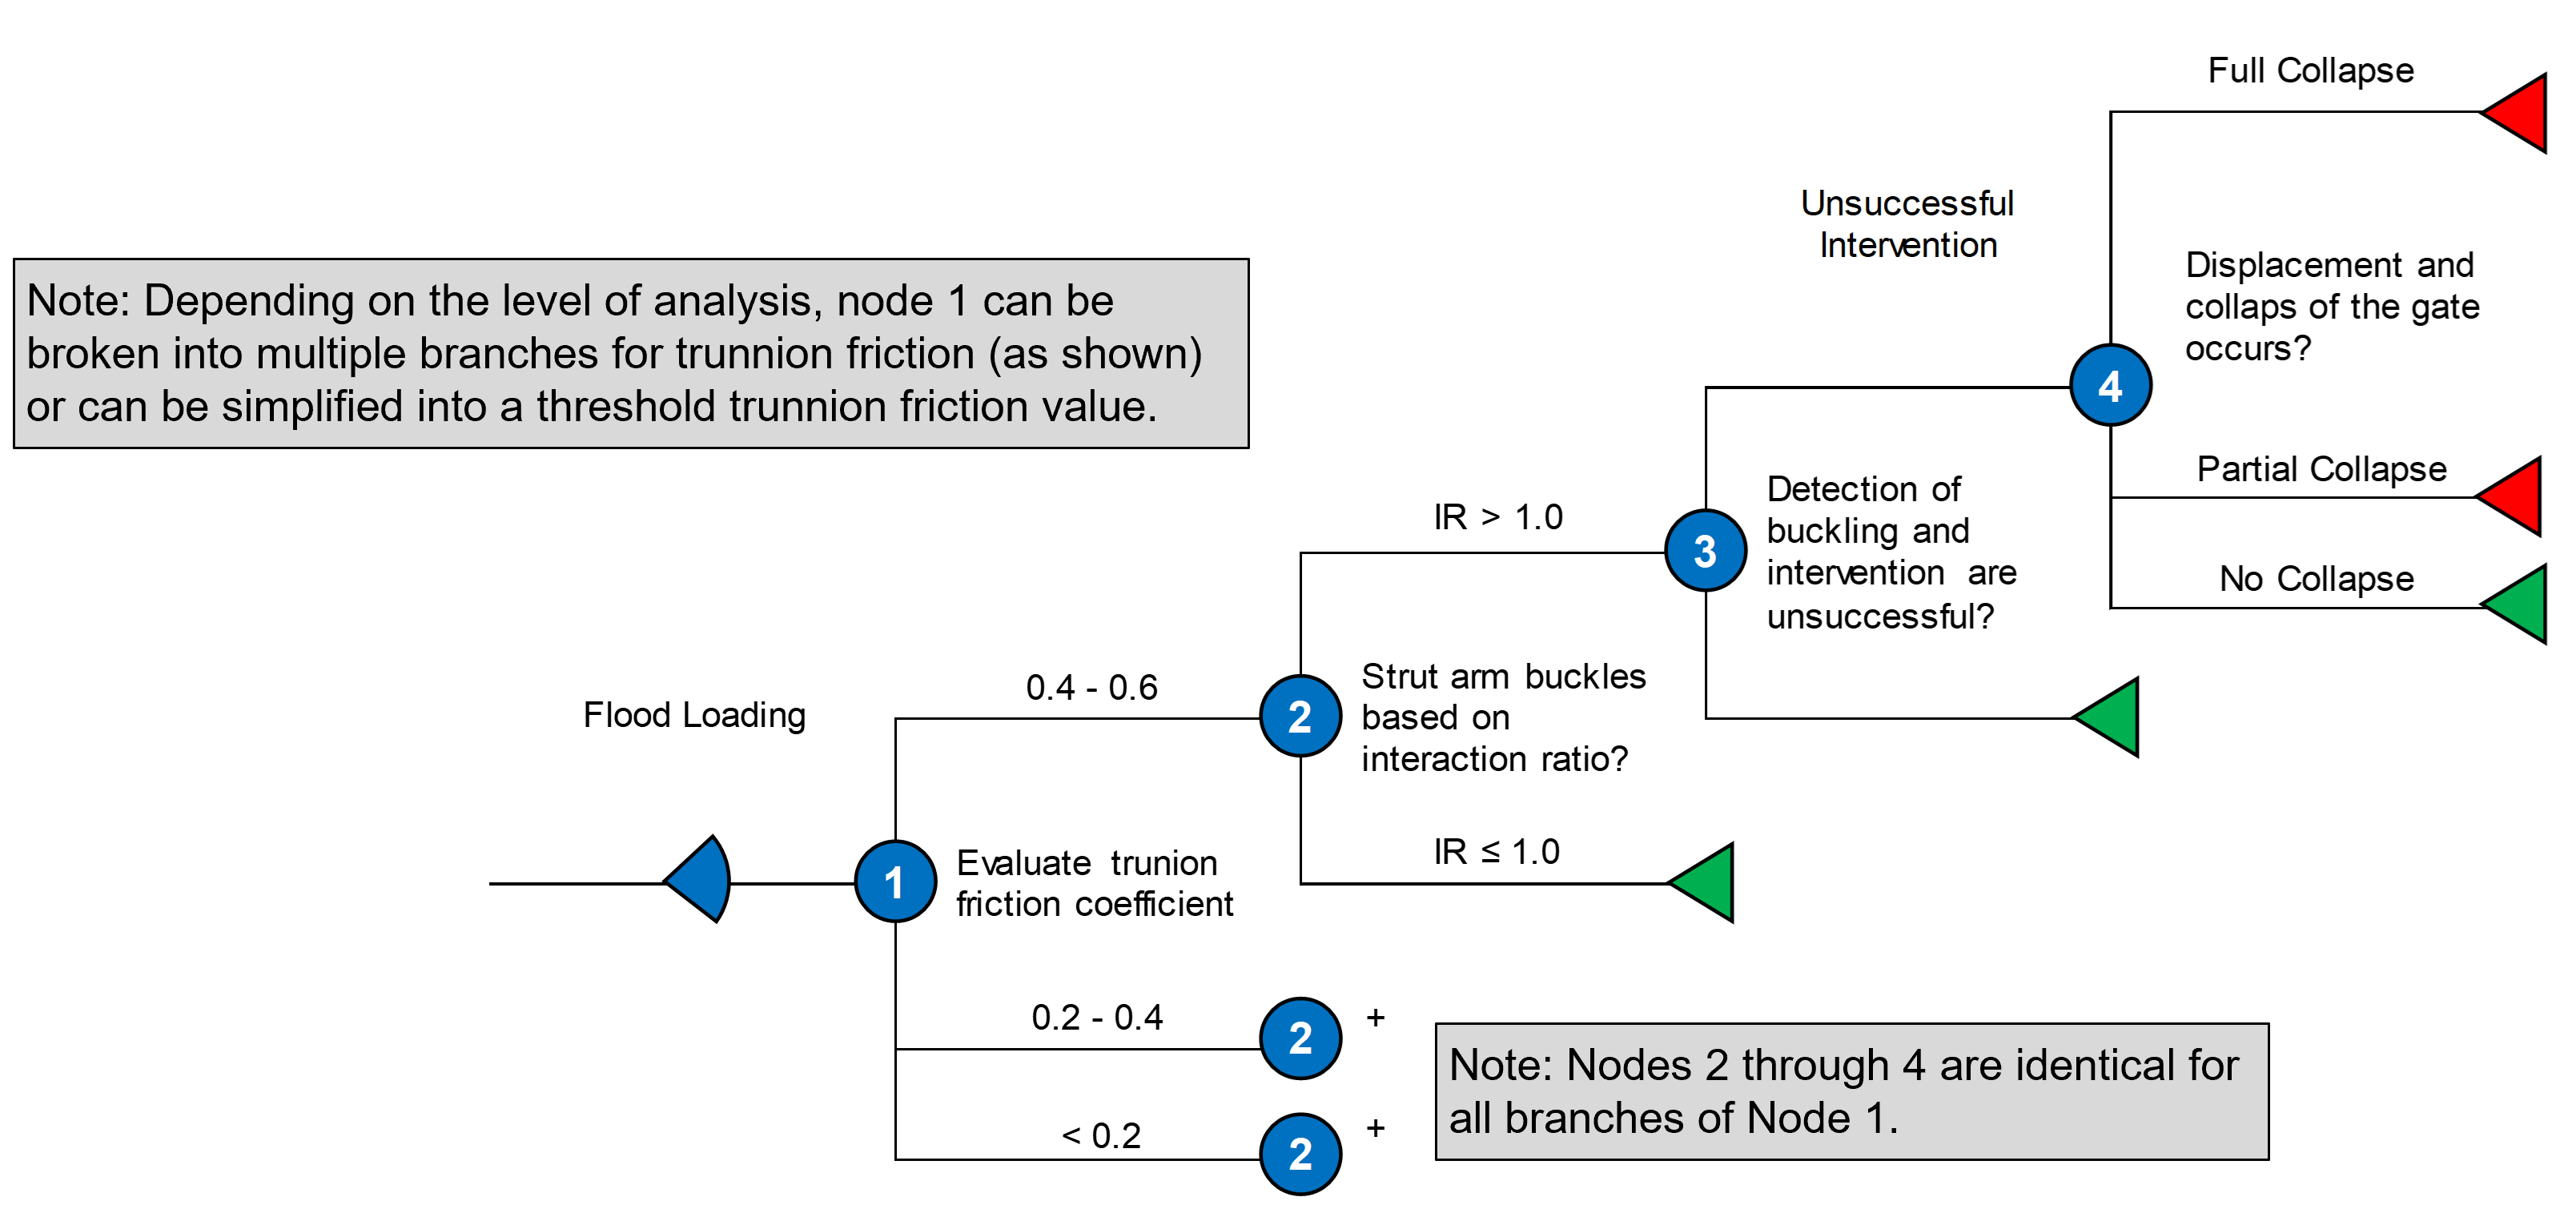 Full Collapse
Unsuccessful
Intervention
Displacement and
collaps of the gate
occurs?
Note: Depending on the level of analysis, node 1 can be
broken into multiple branches for trunnion friction (as shown)
or can be simplified into a threshold trunnion friction value.
4
Partial Collapse
No Collapse
IR > 1.0
3
Detection of
buckling and
intervention are
unsuccessful?
Flood Loading
0.4 - 0.6
2
Strut arm buckles
based on
interaction ratio?
IR ≤ 1.0
1
Evaluate trunion
friction coefficient
0.2 - 0.4
2
+
< 0.2
2
+
Note: Nodes 2 through 4 are identical for
all branches of Node 1.